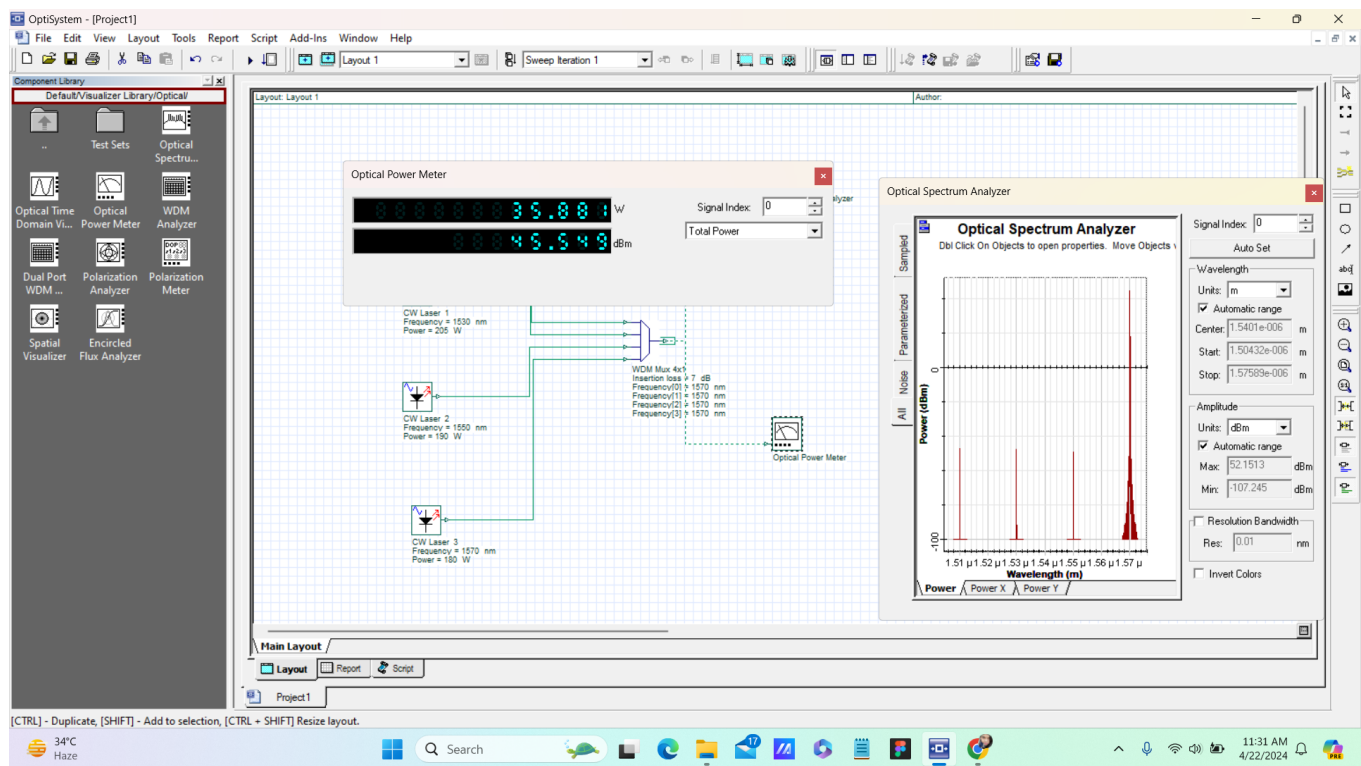 OptiSystem - [Project1]
File Edit View Layout Tools Report Script Add-Ins Window Help
Layout 1
Sweep Iteration 1
Component Library
Default/Visualizer Library/Optical/
..
Test Sets
Optical
Spectru...
Optical Time
Domain Vi...
Optical
Power Meter
WDM
Analyzer
Dual Port
WDM ...
Polarization
Analyzer
Polarization
Meter
Spatial
Visualizer
Encircled
Flux Analyzer
Layout: Layout 1
Author:
Optical Power Meter
35.881 W
45.549 dBm
Signal Index: 0
Total Power
alyzer
CW Laser 1
Frequency = 1530 nm
Power = 205 W
CW Laser 2
Frequency = 1550 nm
Power = 190 W
CW Laser 3
Frequency = 1570 nm
Power = 180 W
WDM Mux 4x1
Insertion loss = 7 dB
Frequency[0] = 1570 nm
Frequency[1] = 1570 nm
Frequency[2] = 1570 nm
Frequency[3] = 1570 nm
Optical Power Meter
Optical Spectrum Analyzer
Sampled
Parameterized
Noise
All
Optical Spectrum Analyzer
Dbl Click On Objects to open properties. Move Objects
Power (dBm)
0
-100
1.51 µ 1.52 µ 1.53 µ 1.54 µ 1.55 µ 1.56 µ 1.57 µ
Wavelength (m)
Power
Power X
Power Y
Signal Index: 0
Auto Set
Wavelength
Units: m
Automatic range
Center: 1.5401e-006 m
Start: 1.50432e-006 m
Stop: 1.57589e-006 m
Amplitude
Units: dBm
Automatic range
Max: 52.1513 dBm
Min: -107.245 dBm
Resolution Bandwidth
Res: 0.01 nm
Invert Colors
Main Layout
Layout
Report
Script
Project1
[CTRL] - Duplicate, [SHIFT] - Add to selection, [CTRL + SHIFT] Resize layout.
34°C
Haze
Search
17
11:31 AM
4/22/2024